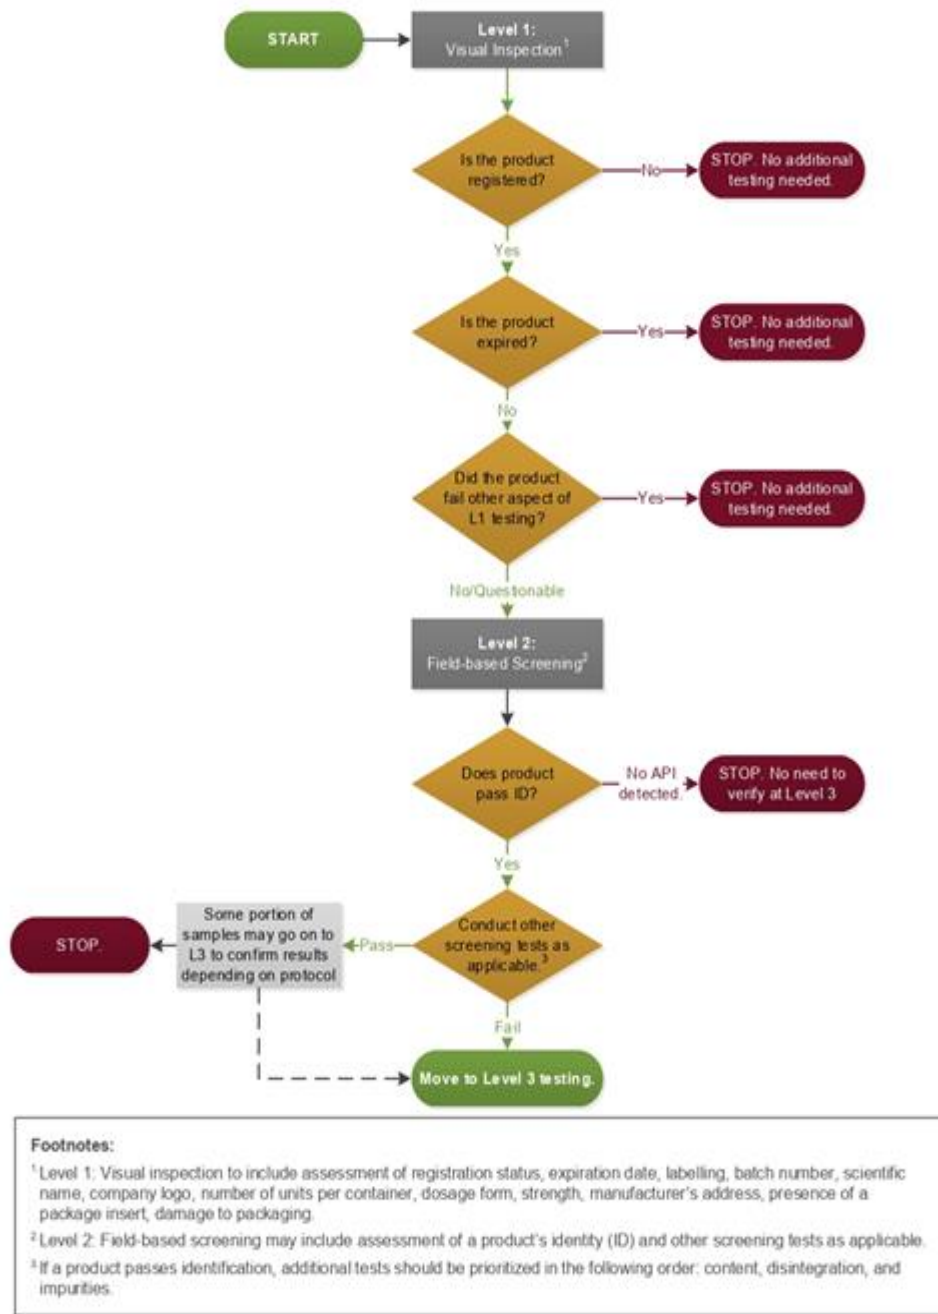 START
Level 1:
Visual Inspection¹
Is the product
registered?
No
STOP. No additional
testing needed.
Yes
Is the product
expired?
Yes
STOP. No additional
testing needed.
No
Did the product
fail other aspect of
L1 testing?
Yes
STOP. No additional
testing needed.
No/Questionable
Level 2:
Field-based Screening²
Does product
pass ID?
No API
detected.
STOP. No need to
verify at Level 3
Yes
Conduct other
screening tests as
applicable.³
Pass
Some portion of
samples may go on to
L3 to confirm results
depending on protocol
STOP.
Fail
Move to Level 3 testing.
Footnotes:
¹ Level 1: Visual inspection to include assessment of registration status, expiration date, labelling, batch number, scientific
name, company logo, number of units per container, dosage form, strength, manufacturer's address, presence of a
package insert, damage to packaging.
² Level 2: Field-based screening may include assessment of a product's identity (ID) and other screening tests as applicable.
³ If a product passes identification, additional tests should be prioritized in the following order: content, disintegration, and
impurities.